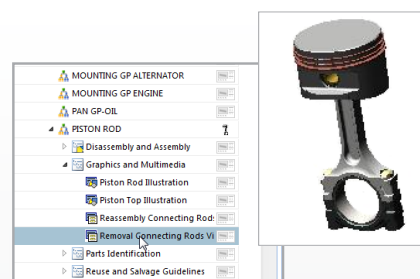 MOUNTING GP ALTERNATOR
MOUNTING GP ENGINE
PAN GP-OIL
PISTON ROD
Disassembly and Assembly
Graphics and Multimedia
Piston Rod Illustration
Piston Top Illustration
Reassembly Connecting Rods
Removal Connecting Rods Vi
Parts Identification
Reuse and Salvage Guidelines